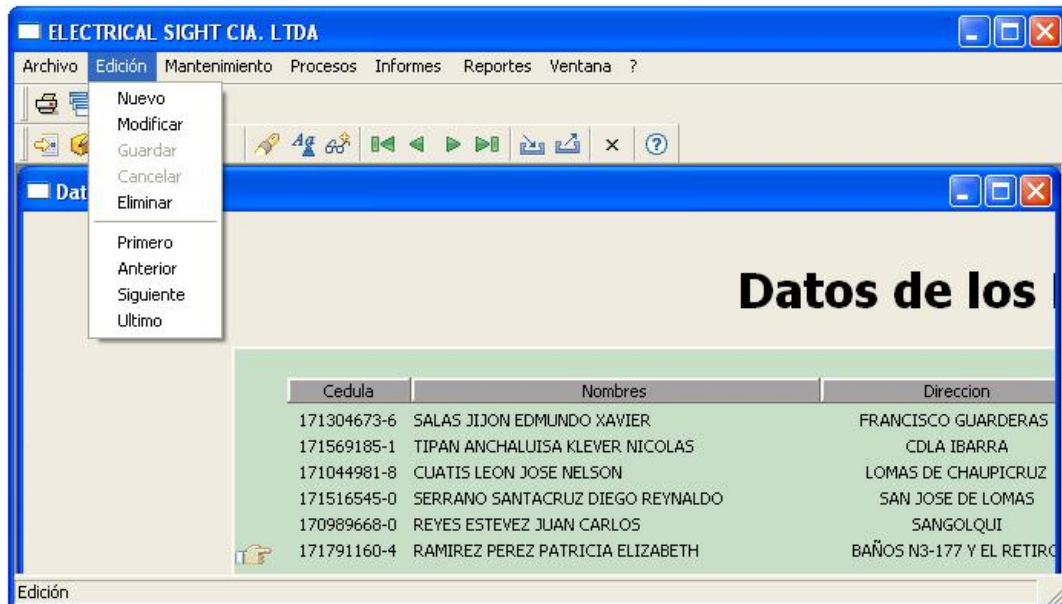 ELECTRICAL SIGHT CIA. LTDA
Archivo Edición Mantenimiento Procesos Informes Reportes Ventana ?
Nuevo
Modificar
Guardar
Cancelar
Eliminar
Primero
Anterior
Siguiente
Ultimo
Dat
Datos de los
Cedula Nombres Direccion
171304673-6 SALAS JIJON EDMUNDO XAVIER FRANCISCO GUARDERAS
171569185-1 TIPAN ANCHALUISA KLEVER NICOLAS CDLA IBARRA
171044981-8 CUATIS LEON JOSE NELSON LOMAS DE CHAUPICRUZ
171516545-0 SERRANO SANTACRUZ DIEGO REYNALDO SAN JOSE DE LOMAS
170989668-0 REYES ESTEVEZ JUAN CARLOS SANGOLQUI
171791160-4 RAMIREZ PEREZ PATRICIA ELIZABETH BAÑOS N3-177 Y EL RETIRO
Edición